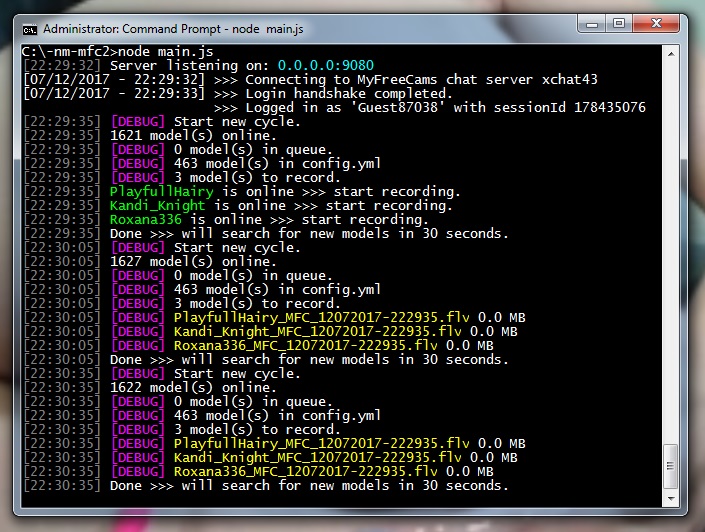 Administrator: Command Prompt - node  main.js
C:\-nm-mfc2>node main.js
[22:29:32] Server listening on: 0.0.0.0:9080
[07/12/2017 - 22:29:32] >>> Connecting to MyFreeCams chat server xchat43
[07/12/2017 - 22:29:33] >>> Login handshake completed.
>>> Logged in as 'Guest87038' with sessionId 178435076
[22:29:35] [DEBUG] Start new cycle.
[22:29:35] 1621 model(s) online.
[22:29:35] [DEBUG] 0 model(s) in queue.
[22:29:35] [DEBUG] 463 model(s) in config.yml
[22:29:35] [DEBUG] 3 model(s) to record.
[22:29:35] PlayfullHairy is online >>> start recording.
[22:29:35] Kandi_Knight is online >>> start recording.
[22:29:35] Roxana336 is online >>> start recording.
[22:29:35] Done >>> will search for new models in 30 seconds.
[22:30:05] [DEBUG] Start new cycle.
[22:30:05] 1627 model(s) online.
[22:30:05] [DEBUG] 0 model(s) in queue.
[22:30:05] [DEBUG] 463 model(s) in config.yml
[22:30:05] [DEBUG] 3 model(s) to record.
[22:30:05] [DEBUG] PlayfullHairy_MFC_12072017-222935.flv 0.0 MB
[22:30:05] [DEBUG] Kandi_Knight_MFC_12072017-222935.flv 0.0 MB
[22:30:05] [DEBUG] Roxana336_MFC_12072017-222935.flv 0.0 MB
[22:30:05] Done >>> will search for new models in 30 seconds.
[22:30:35] [DEBUG] Start new cycle.
[22:30:35] 1622 model(s) online.
[22:30:35] [DEBUG] 0 model(s) in queue.
[22:30:35] [DEBUG] 463 model(s) in config.yml
[22:30:35] [DEBUG] 3 model(s) to record.
[22:30:35] [DEBUG] PlayfullHairy_MFC_12072017-222935.flv 0.0 MB
[22:30:35] [DEBUG] Kandi_Knight_MFC_12072017-222935.flv 0.0 MB
[22:30:35] [DEBUG] Roxana336_MFC_12072017-222935.flv 0.0 MB
[22:30:35] Done >>> will search for new models in 30 seconds.